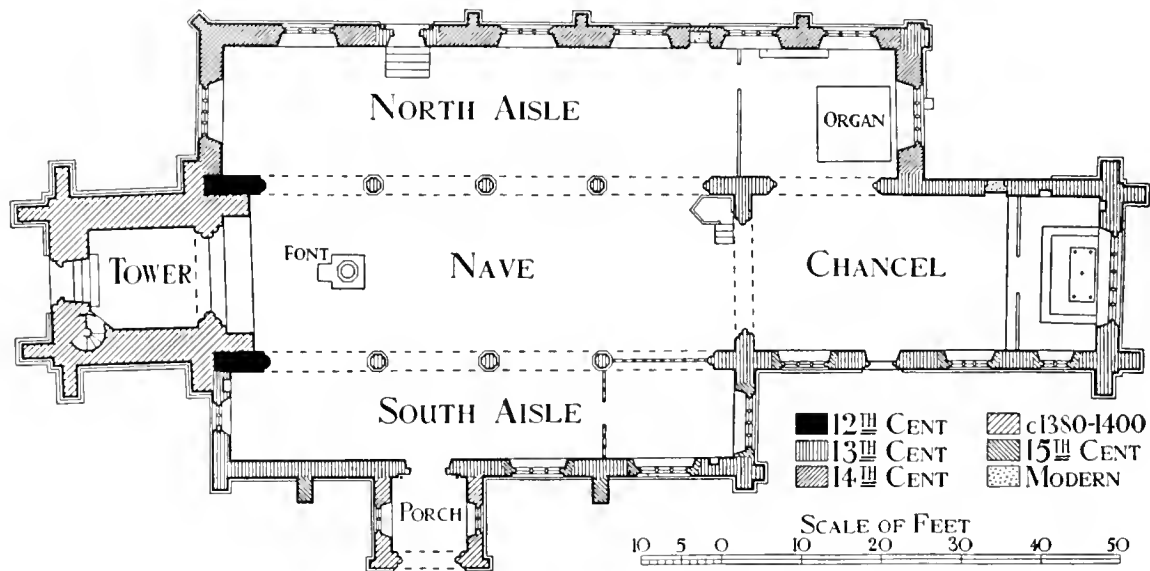 NORTH AISLE
ORGAN
TOWER
FONT
NAVE
CHANCEL
SOUTH AISLE
PORCH
12TH CENT
13TH CENT
14TH CENT
c1380-1400
15TH CENT
MODERN
SCALE OF FEET
10 5 0 10 20 30 40 50